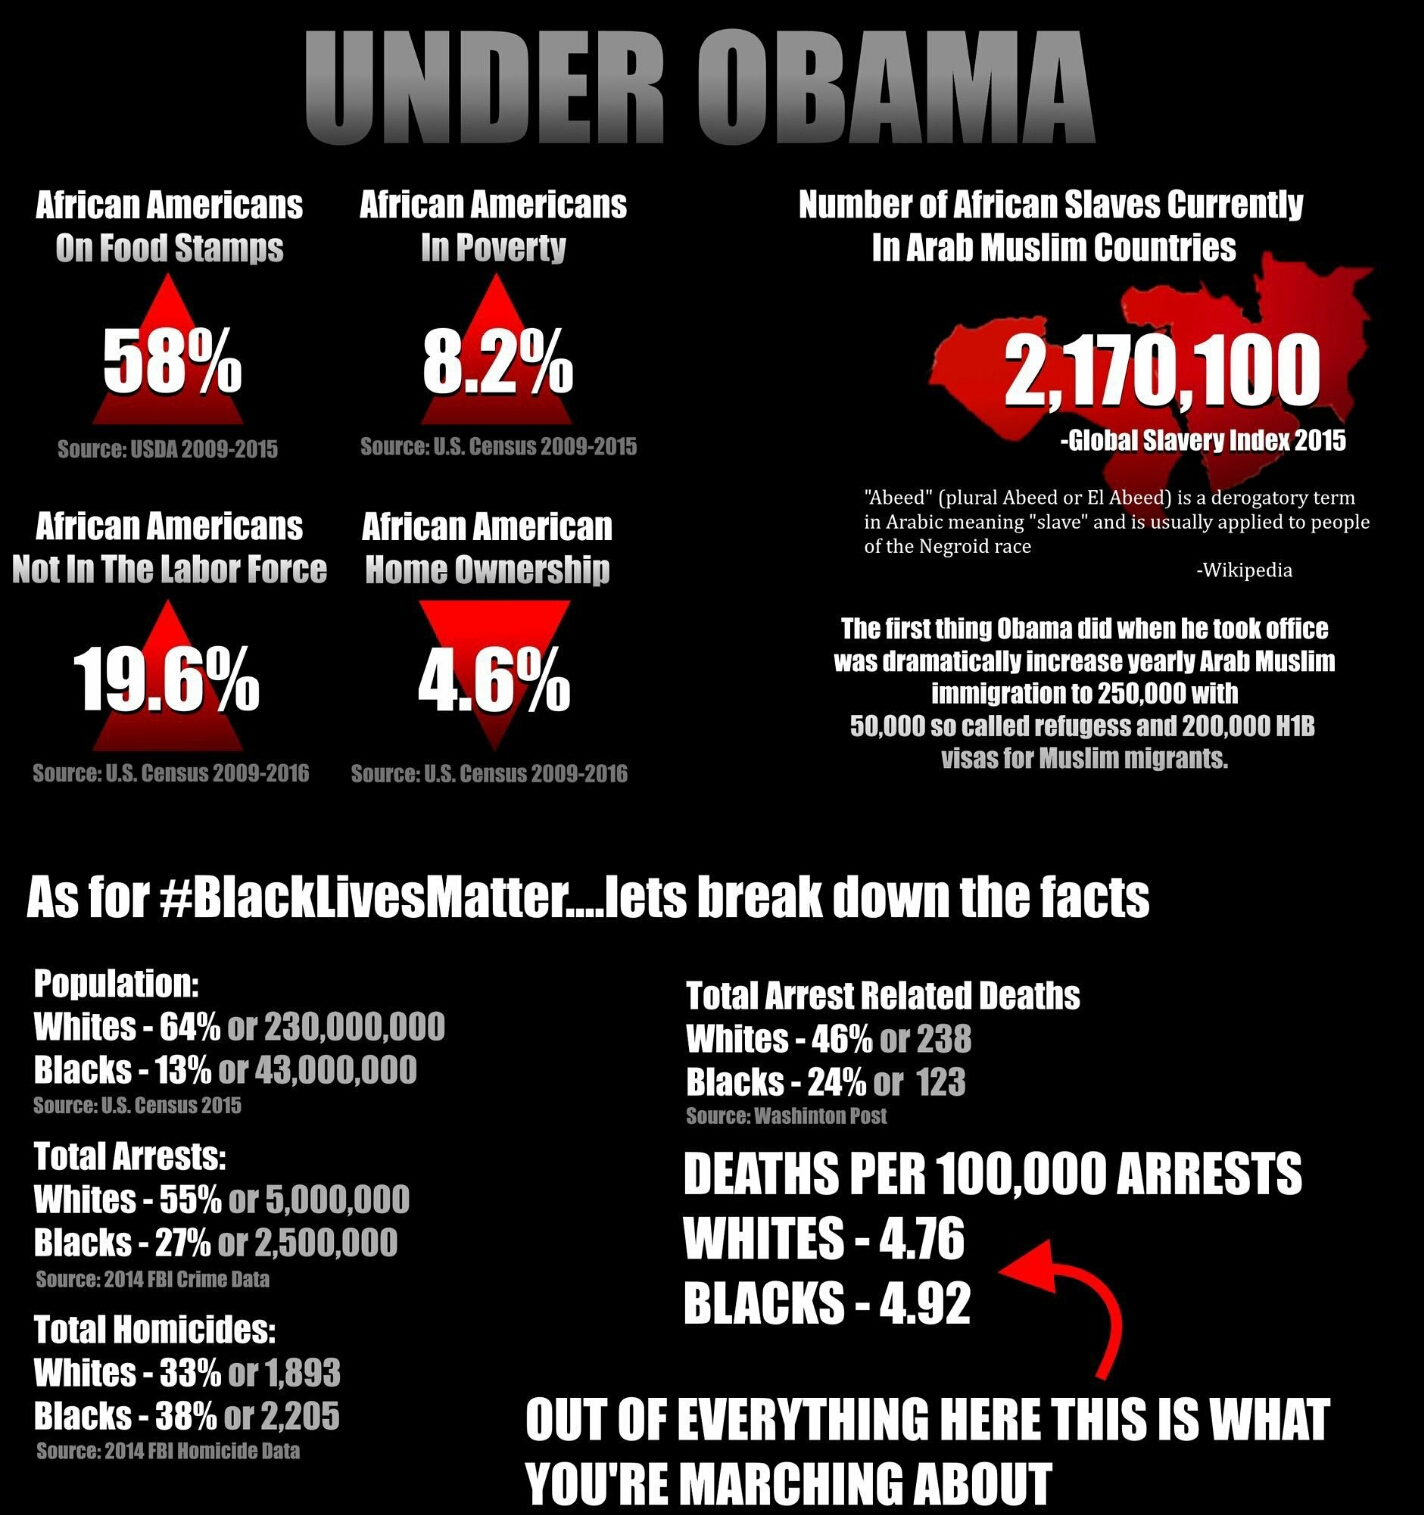 UNDER OBAMA
African Americans
On Food Stamps
58%
Source: USDA 2009-2015
African Americans
In Poverty
8.2%
Source: U.S. Census 2009-2015
African Americans
Not In The Labor Force
19.6%
Source: U.S. Census 2009-2016
African American
Home Ownership
4.6%
Source: U.S. Census 2009-2016
Number of African Slaves Currently
In Arab Muslim Countries
2,170,100
-Global Slavery Index 2015
"Abeed" (plural Abeed or El Abeed) is a derogatory term
in Arabic meaning "slave" and is usually applied to people
of the Negroid race
-Wikipedia
The first thing Obama did when he took office
was dramatically increase yearly Arab Muslim
immigration to 250,000 with
50,000 so called refugess and 200,000 H1B
visas for Muslim migrants.
As for #BlackLivesMatter....lets break down the facts
Population:
Whites - 64% or 230,000,000
Blacks - 13% or 43,000,000
Source: U.S. Census 2015
Total Arrests:
Whites - 55% or 5,000,000
Blacks - 27% or 2,500,000
Source: 2014 FBI Crime Data
Total Homicides:
Whites - 33% or 1,893
Blacks - 38% or 2,205
Source: 2014 FBI Homicide Data
Total Arrest Related Deaths
Whites - 46% or 238
Blacks - 24% or 123
Source: Washinton Post
DEATHS PER 100,000 ARRESTS
WHITES - 4.76
BLACKS - 4.92
OUT OF EVERYTHING HERE THIS IS WHAT
YOU'RE MARCHING ABOUT